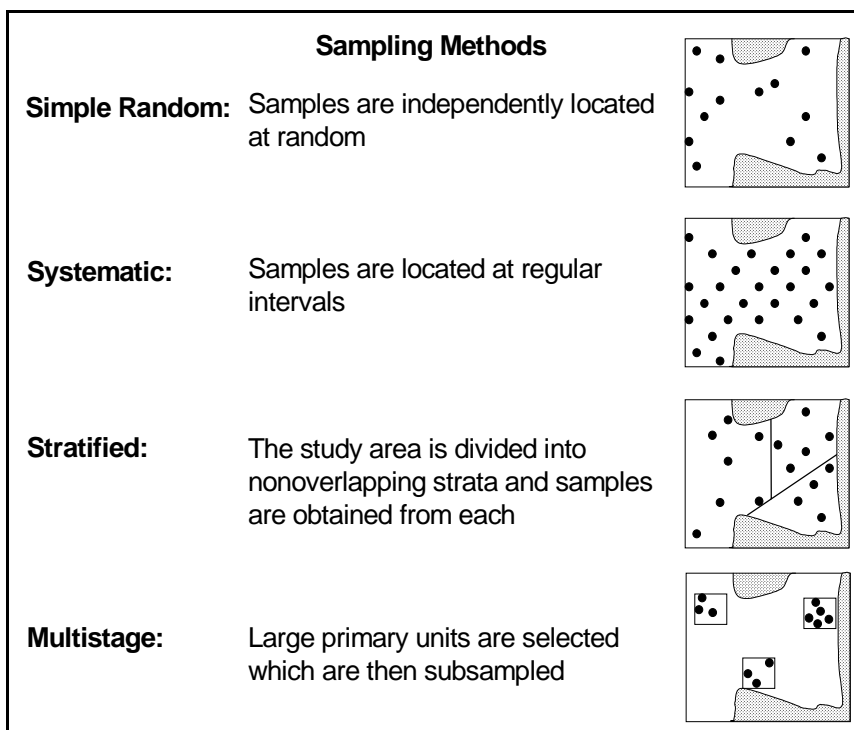 Sampling Methods
Simple Random: Samples are independently located
at random
Systematic: Samples are located at regular
intervals
Stratified: The study area is divided into
nonoverlapping strata and samples
are obtained from each
Multistage: Large primary units are selected
which are then subsampled